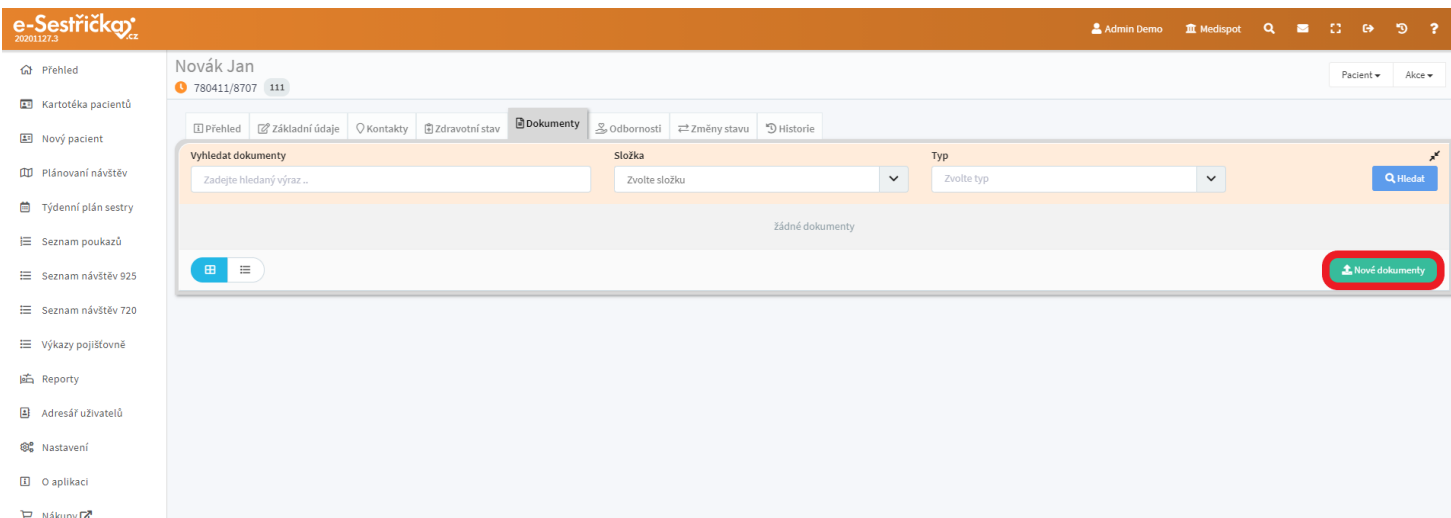 e-Sestřička.cz
20201127.3
Admin Demo Medispot ?
Přehled
Kartotéka pacientů
Nový pacient
Plánovaní návštěv
Týdenní plán sestry
Seznam poukazů
Seznam návštěv 925
Seznam návštěv 720
Výkazy pojišťovně
Reporty
Adresář uživatelů
Nastavení
O aplikaci
Nákupy
Novák Jan
780411/8707 111
Pacient Akce
Přehled Základní údaje Kontakty Zdravotní stav Dokumenty Odbornosti Změny stavu Historie
Vyhledat dokumenty Složka Typ
Zadejte hledaný výraz .. Zvolte složku Zvolte typ Hledat
žádné dokumenty
Nové dokumenty